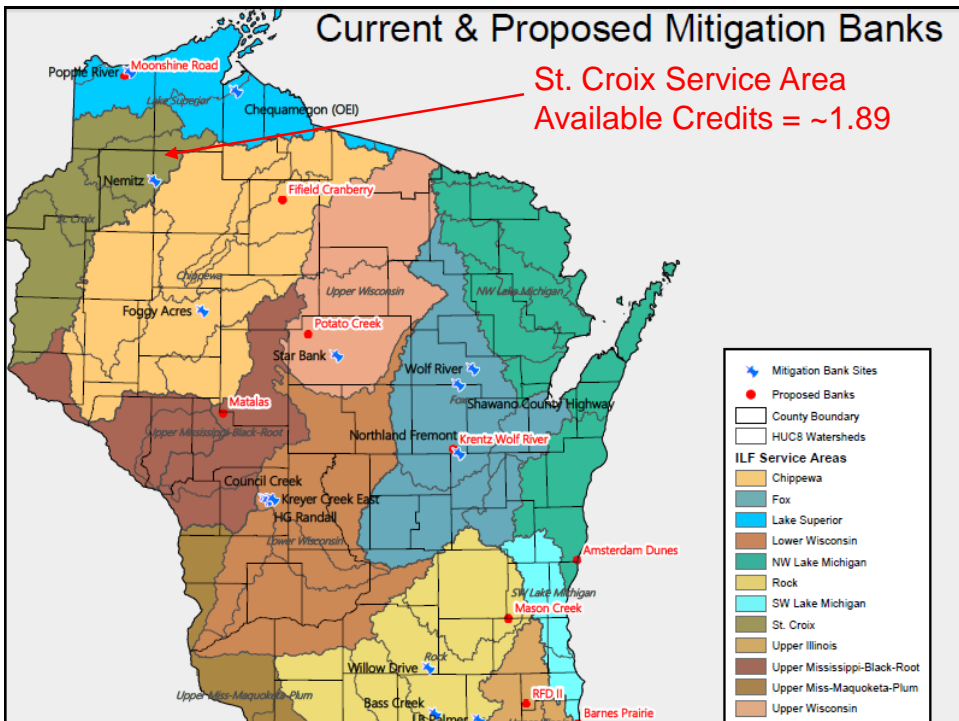 Current & Proposed Mitigation Banks
St. Croix Service Area
Available Credits = ~1.89
Popple River
Moonshine Road
Lake Superior
Chequamegon (OEI)
Nemitz
Fifield Cranberry
St. Croix
Chippewa
Upper Wisconsin
NW Lake Michigan
Foggy Acres
Potato Creek
Star Bank
Wolf River
Fox
Shawano County Highway
Matalas
Upper Mississippi-Black-Root
Northland Fremont
Krentz Wolf River
Council Creek
Kreyer Creek East
HG Randall
Lower Wisconsin
Amsterdam Dunes
SW Lake Michigan
Mason Creek
Rock
Willow Drive
Upper Miss-Maquoketa-Plum
Bass Creek
RFD II
Barnes Prairie
Mitigation Bank Sites
Proposed Banks
County Boundary
HUC8 Watersheds
ILF Service Areas
Chippewa
Fox
Lake Superior
Lower Wisconsin
NW Lake Michigan
Rock
SW Lake Michigan
St. Croix
Upper Illinois
Upper Mississippi-Black-Root
Upper Miss-Maquoketa-Plum
Upper Wisconsin